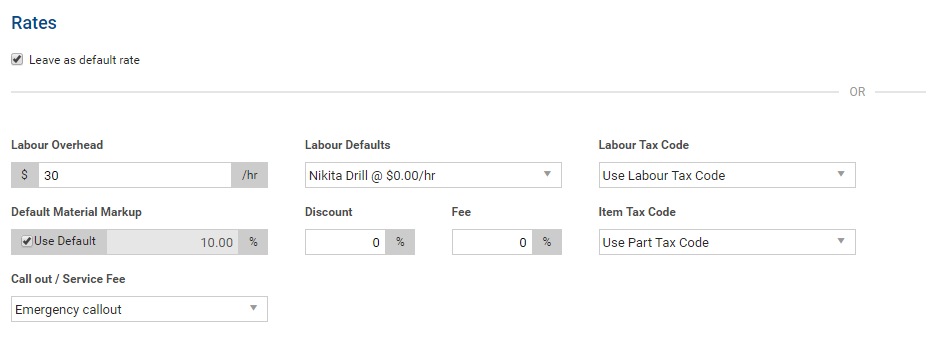 Rates
Leave as default rate
OR
Labour Overhead Labour Defaults Labour Tax Code
$ 30 /hr Nikita Drill @ $0.00/hr Use Labour Tax Code
Default Material Markup Discount Fee Item Tax Code
Use Default 10.00 % 0 % 0 % Use Part Tax Code
Call out / Service Fee
Emergency callout